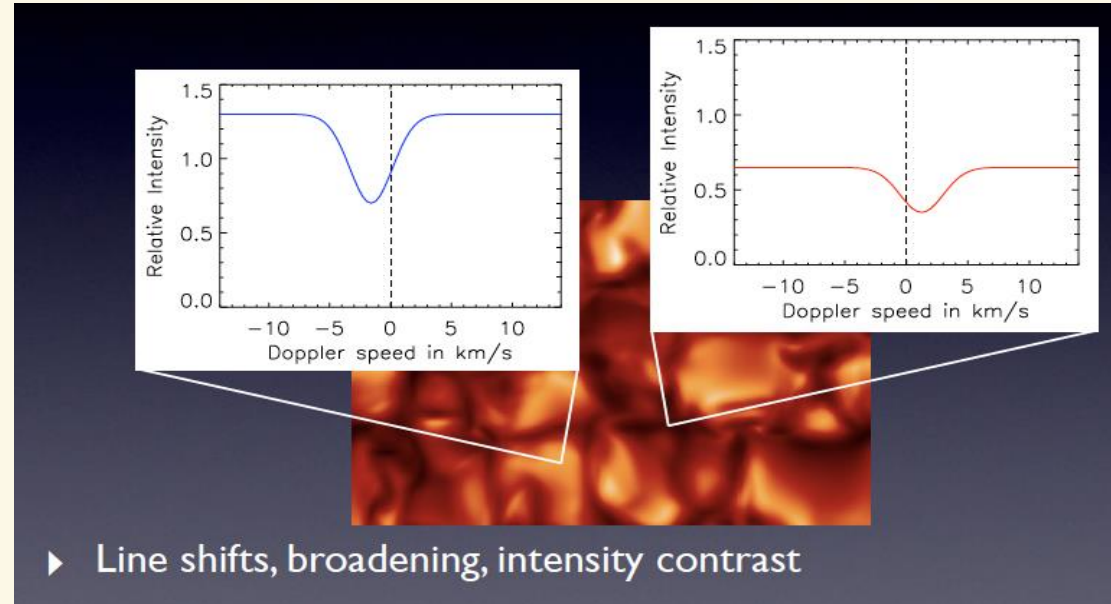 1.5
1.0
0.5
0.0
Relative Intensity
−10 −5 0 5 10
Doppler speed in km/s
1.5
1.0
0.5
0.0
Relative Intensity
−10 −5 0 5 10
Doppler speed in km/s
Line shifts, broadening, intensity contrast